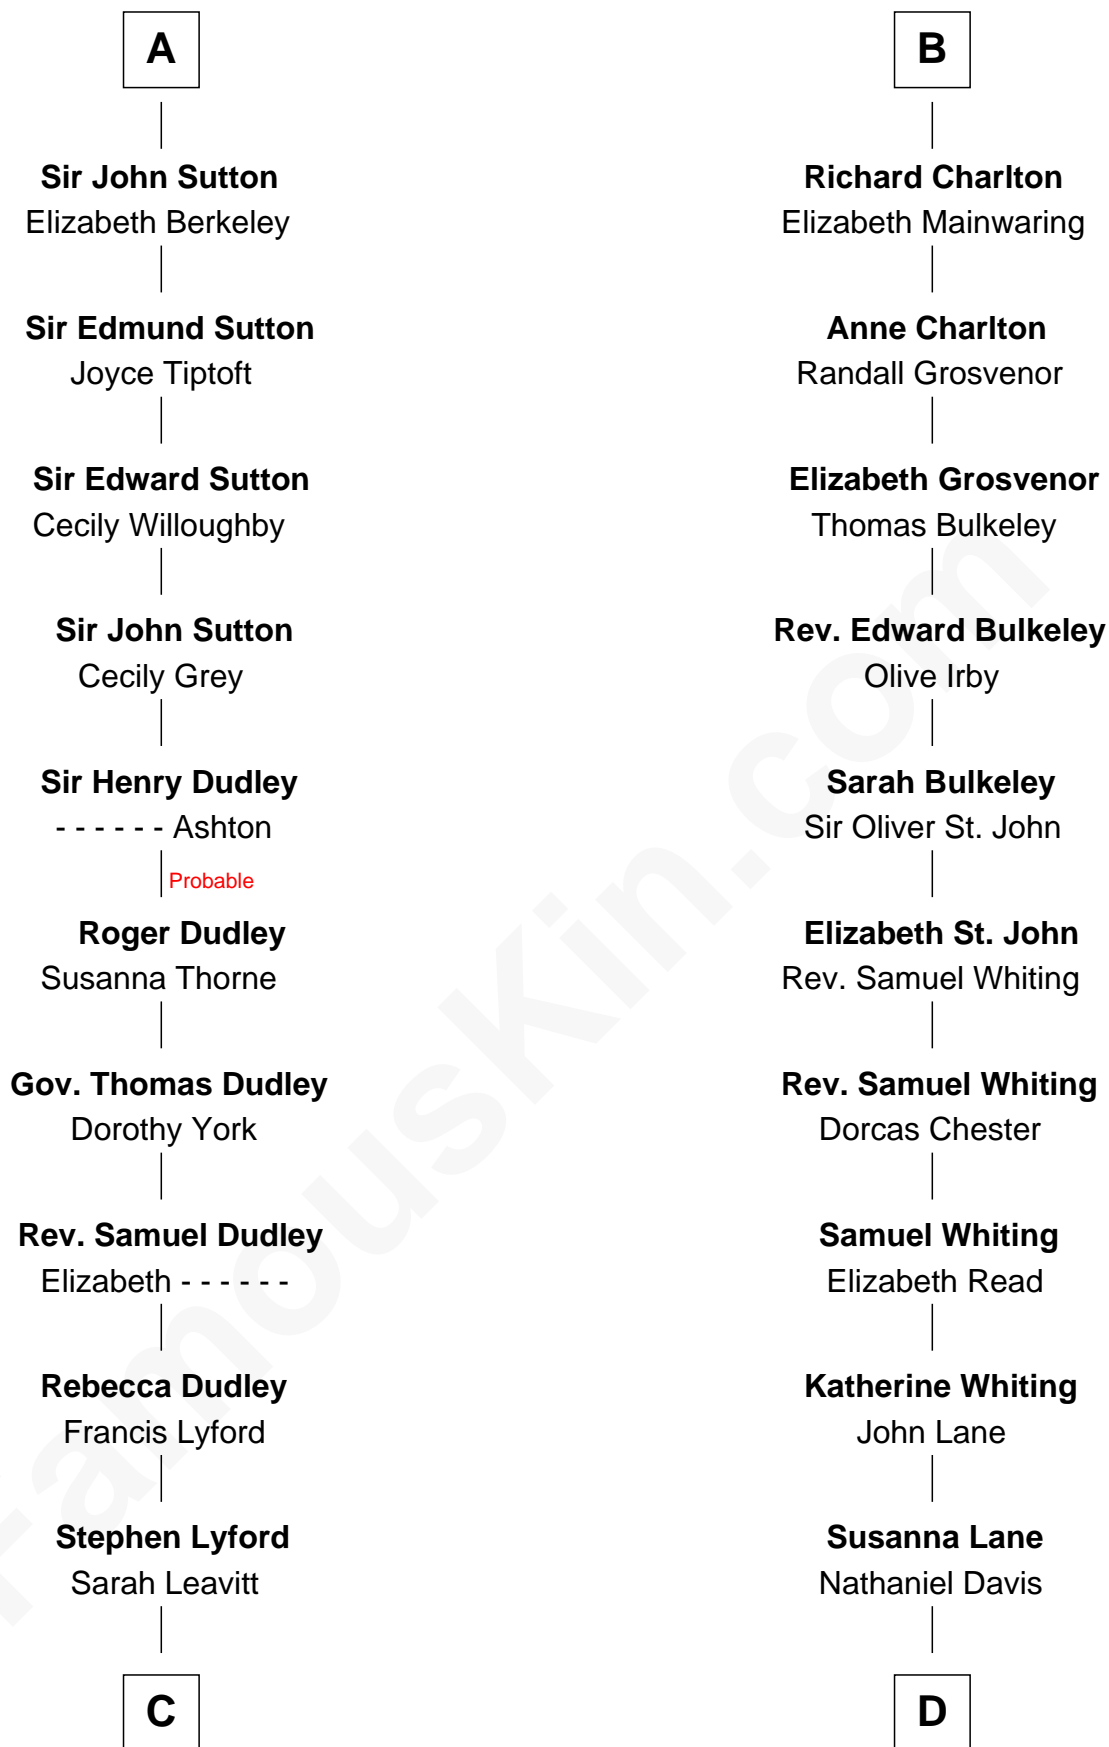 A
Sir John Sutton
Elizabeth Berkeley
Sir Edmund Sutton
Joyce Tiptoft
Sir Edward Sutton
Cecily Willoughby
Sir John Sutton
Cecily Grey
Sir Henry Dudley
- - - - - - Ashton
Probable
Roger Dudley
Susanna Thorne
Gov. Thomas Dudley
Dorothy York
Rev. Samuel Dudley
Elizabeth - - - - - -
Rebecca Dudley
Francis Lyford
Stephen Lyford
Sarah Leavitt
C
B
Richard Charlton
Elizabeth Mainwaring
Anne Charlton
Randall Grosvenor
Elizabeth Grosvenor
Thomas Bulkeley
Rev. Edward Bulkeley
Olive Irby
Sarah Bulkeley
Sir Oliver St. John
Elizabeth St. John
Rev. Samuel Whiting
Rev. Samuel Whiting
Dorcas Chester
Samuel Whiting
Elizabeth Read
Katherine Whiting
John Lane
Susanna Lane
Nathaniel Davis
D
FamousKin.com